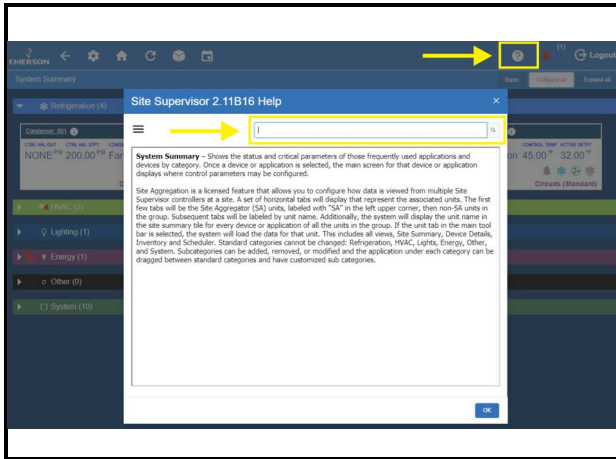 EMERSON
(1)
Logout
System Summary
Basic Collapse all Expand all
Refrigeration (4)
Site Supervisor 2.11B16 Help
×
Condenser 301
CTRL VAL OUT CTRL VAL STPT
NONE PSI 200.00 PSI Fan
CONTROL TEMP ACTIVE SETPT
on 45.00 °F 32.00 °F
Circuits (Standard)
System Summary – Shows the status and critical parameters of those frequently used applications and
devices by category. Once a device or application is selected, the main screen for that device or application
displays where control parameters may be configured.
Site Aggregation is a licensed feature that allows you to configure how data is viewed from multiple Site
Supervisor controllers at a site. A set of horizontal tabs will display that represent the associated units. The first
few tabs will be the Site Aggregator (SA) units, labeled with "SA" in the left upper corner, then non-SA units in
the group. Subsequent tabs will be labeled by unit name. Additionally, the system will display the unit name in
the site summary tile for every device or application of all the units in the group. If the unit tab in the main tool
bar is selected, the system will load the data for that unit. This includes all views, Site Summary, Device Details,
Inventory and Scheduler. Standard categories cannot be changed: Refrigeration, HVAC, Lights, Energy, Other,
and System. Subcategories can be added, removed, or modified and the application under each category can be
dragged between standard categories and have customized sub categories.
HVAC (2)
Lighting (1)
Energy (1)
Other (0)
System (10)
OK